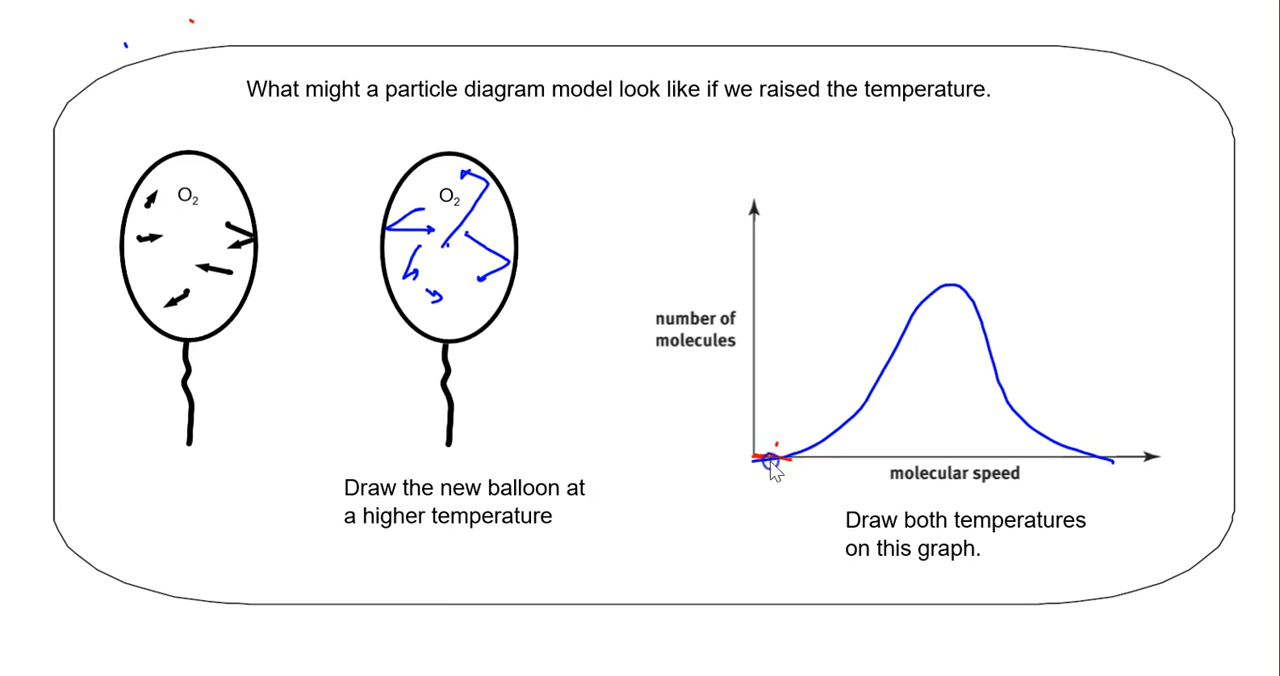 What might a particle diagram model look like if we raised the temperature.
O₂
O₂
number of
molecules
molecular speed
Draw the new balloon at
a higher temperature
Draw both temperatures
on this graph.